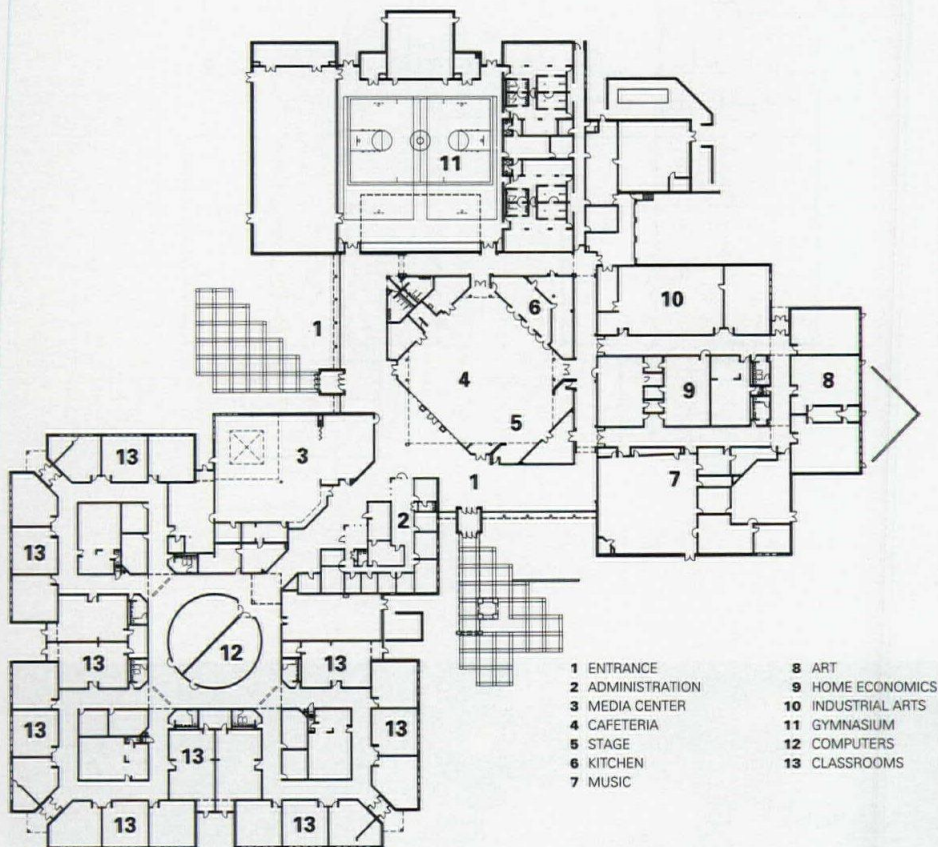 11
6
10
1
4
8
9
5
3
13
7
1
2
13
12
13
13
13
13
13
13
13
1 ENTRANCE
2 ADMINISTRATION
3 MEDIA CENTER
4 CAFETERIA
5 STAGE
6 KITCHEN
7 MUSIC
8 ART
9 HOME ECONOMICS
10 INDUSTRIAL ARTS
11 GYMNASIUM
12 COMPUTERS
13 CLASSROOMS